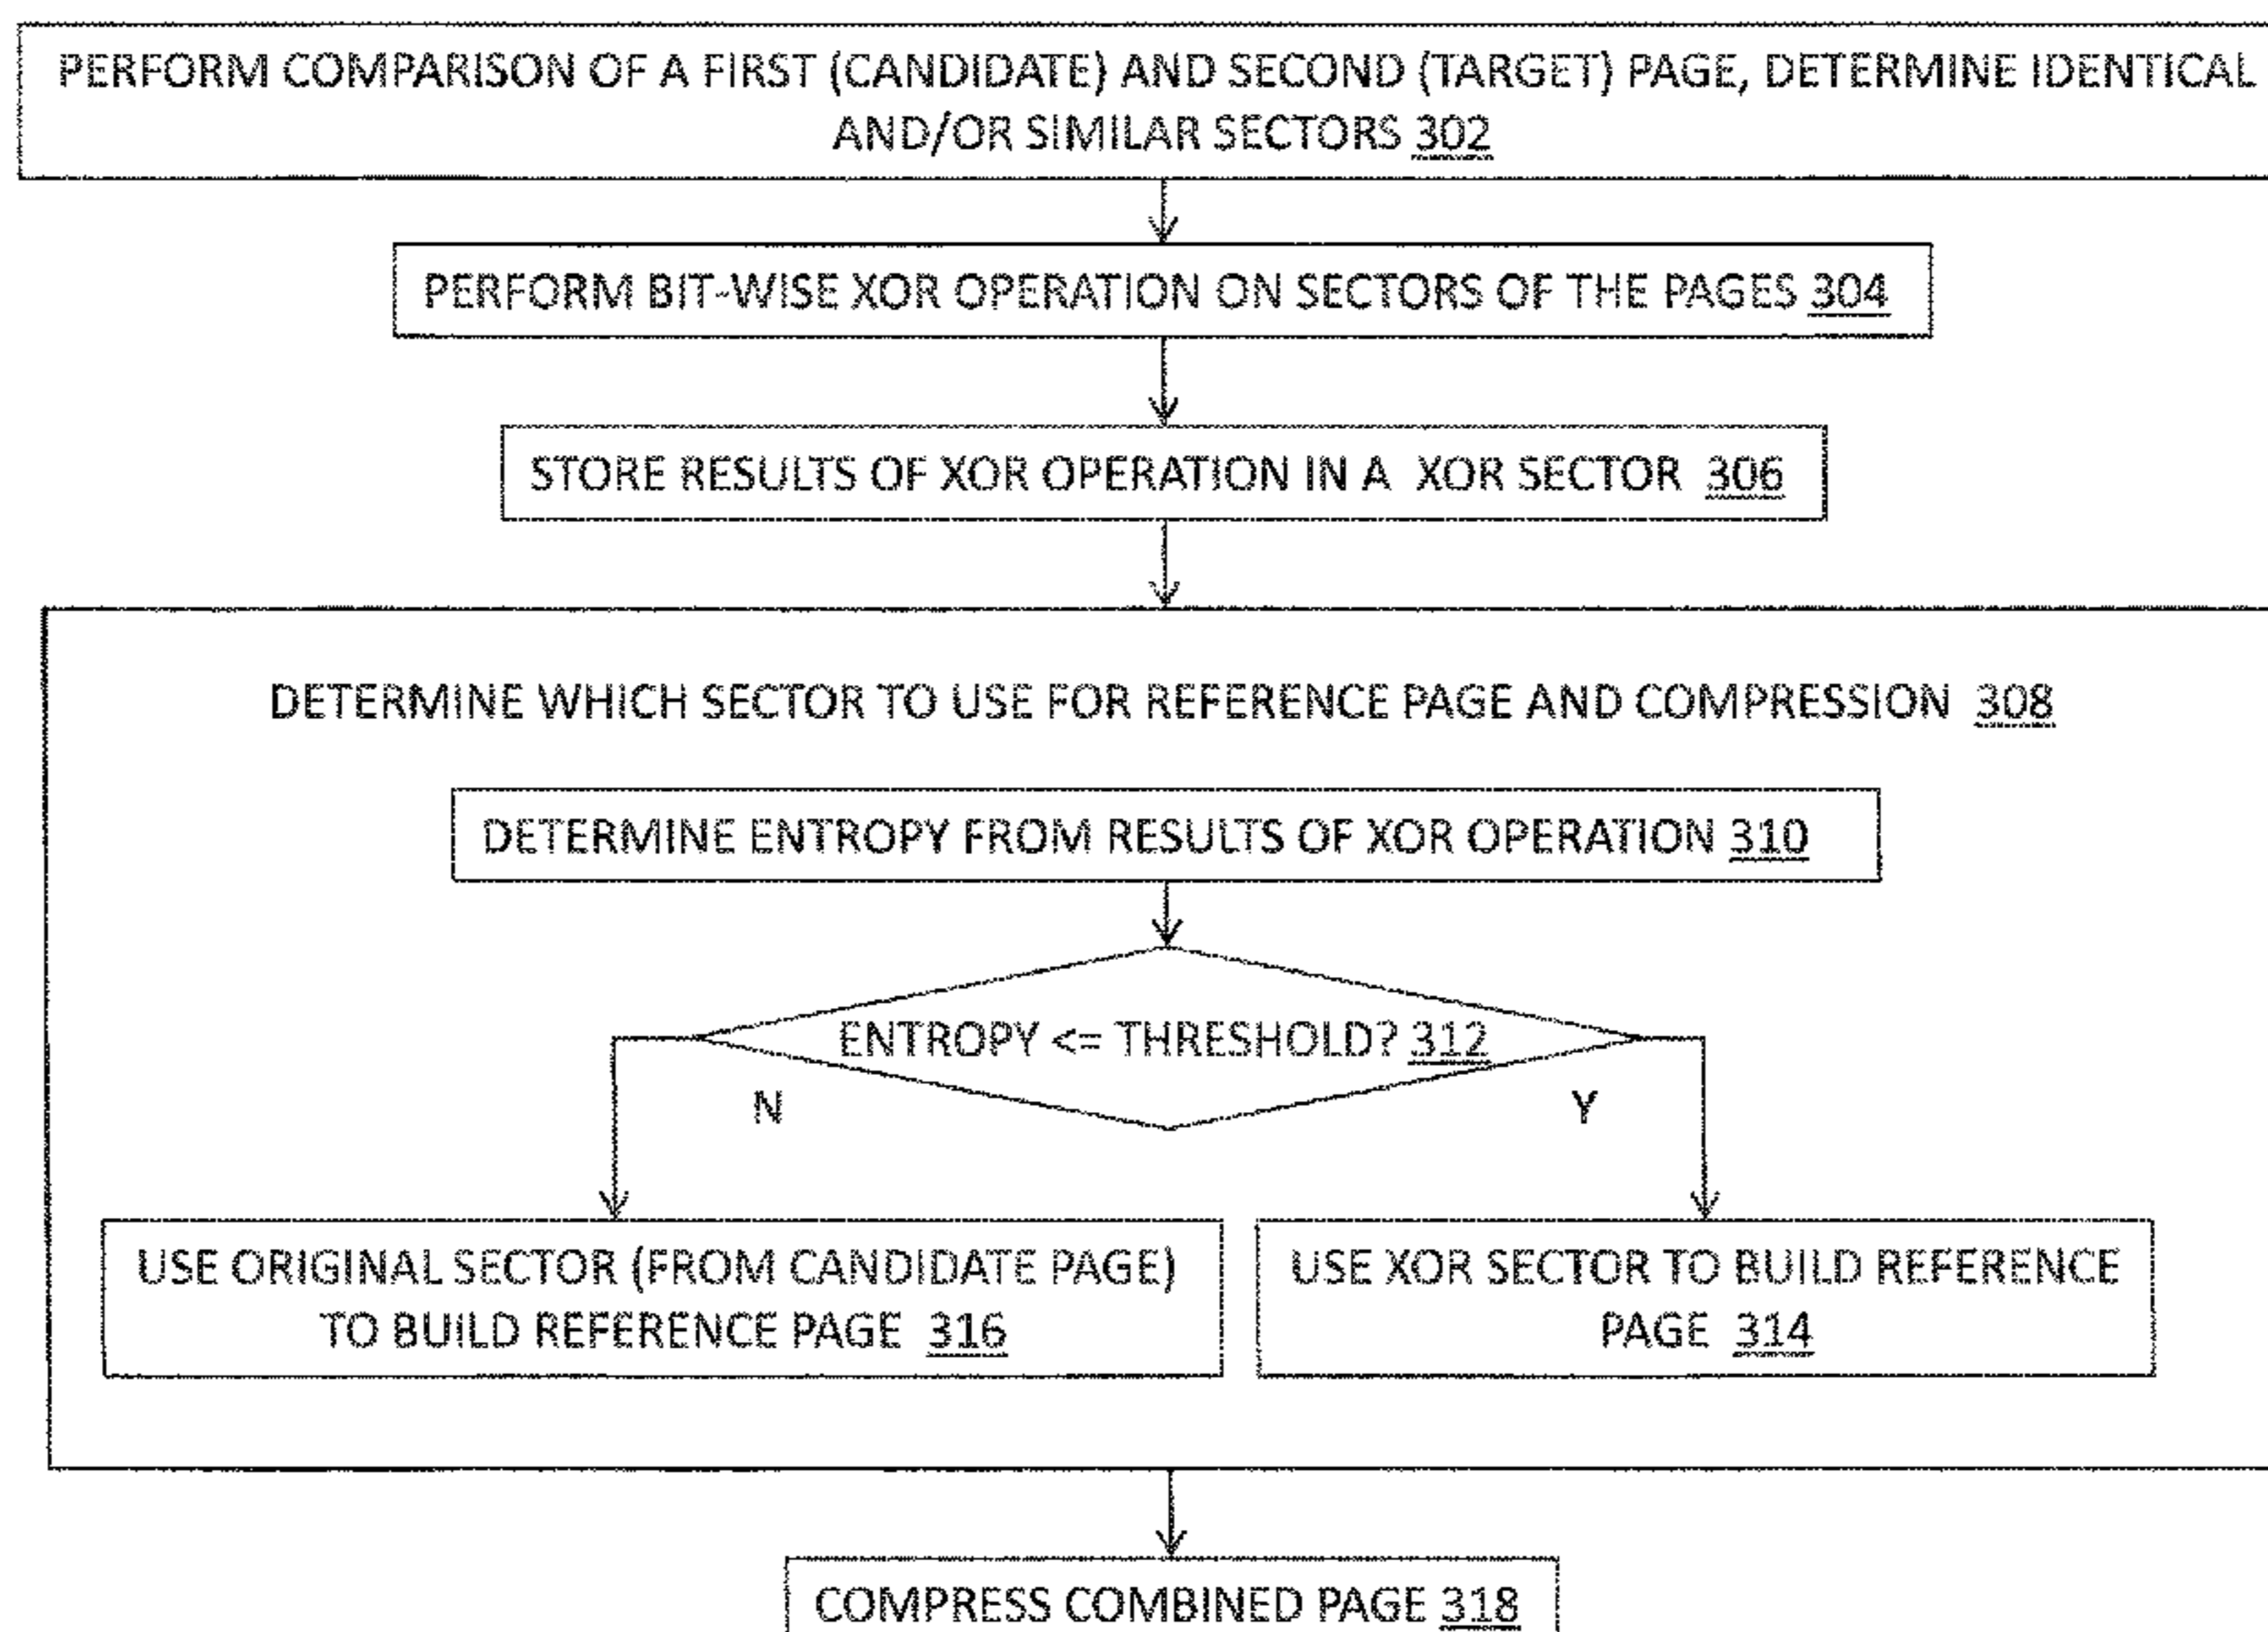 PERFORM COMPARISON OF A FIRST (CANDIDATE) AND SECOND (TARGET) PAGE, DETERMINE IDENTICAL
AND/OR SIMILAR SECTORS 302
PERFORM BIT-WISE XOR OPERATION ON SECTORS OF THE PAGES 304
STORE RESULTS OF XOR OPERATION IN A XOR SECTOR 306
DETERMINE WHICH SECTOR TO USE FOR REFERENCE PAGE AND COMPRESSION 308
DETERMINE ENTROPY FROM RESULTS OF XOR OPERATION 310
ENTROPY <= THRESHOLD? 312
N
Y
USE ORIGINAL SECTOR (FROM CANDIDATE PAGE)
TO BUILD REFERENCE PAGE 316
USE XOR SECTOR TO BUILD REFERENCE
PAGE 314
COMPRESS COMBINED PAGE 318